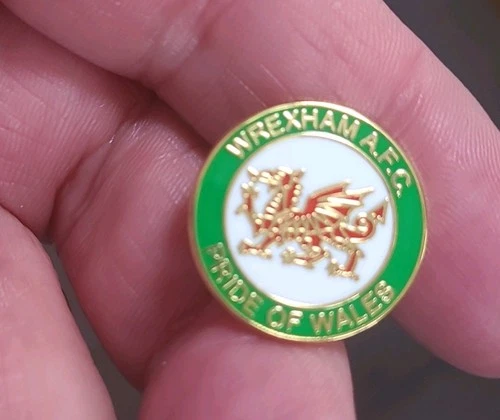 WREXHAM A.F.C.
PRIDE OF WALES